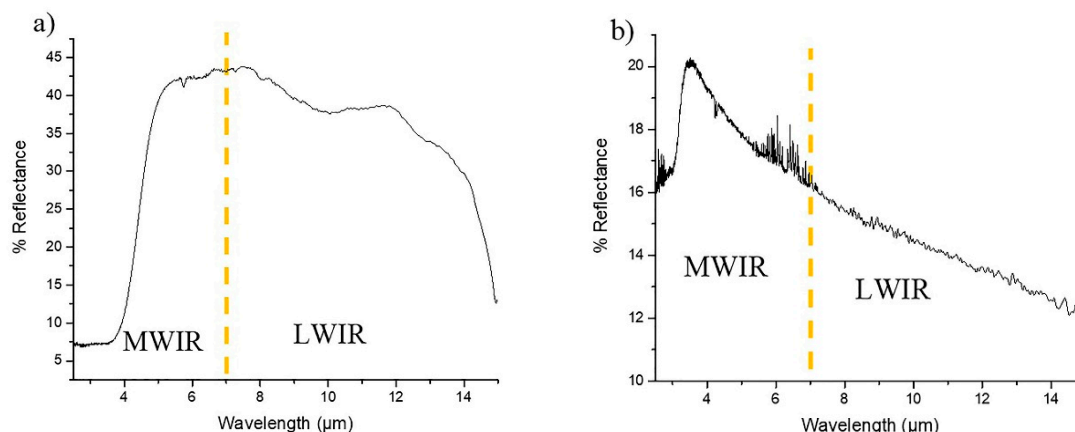 a)
45
40
35
30
25
20
15
10
5
% Reflectance
MWIR
LWIR
4 6 8 10 12 14
Wavelength (µm)
b)
20
18
16
14
12
10
% Reflectance
MWIR
LWIR
4 6 8 10 12 14
Wavelength (µm)